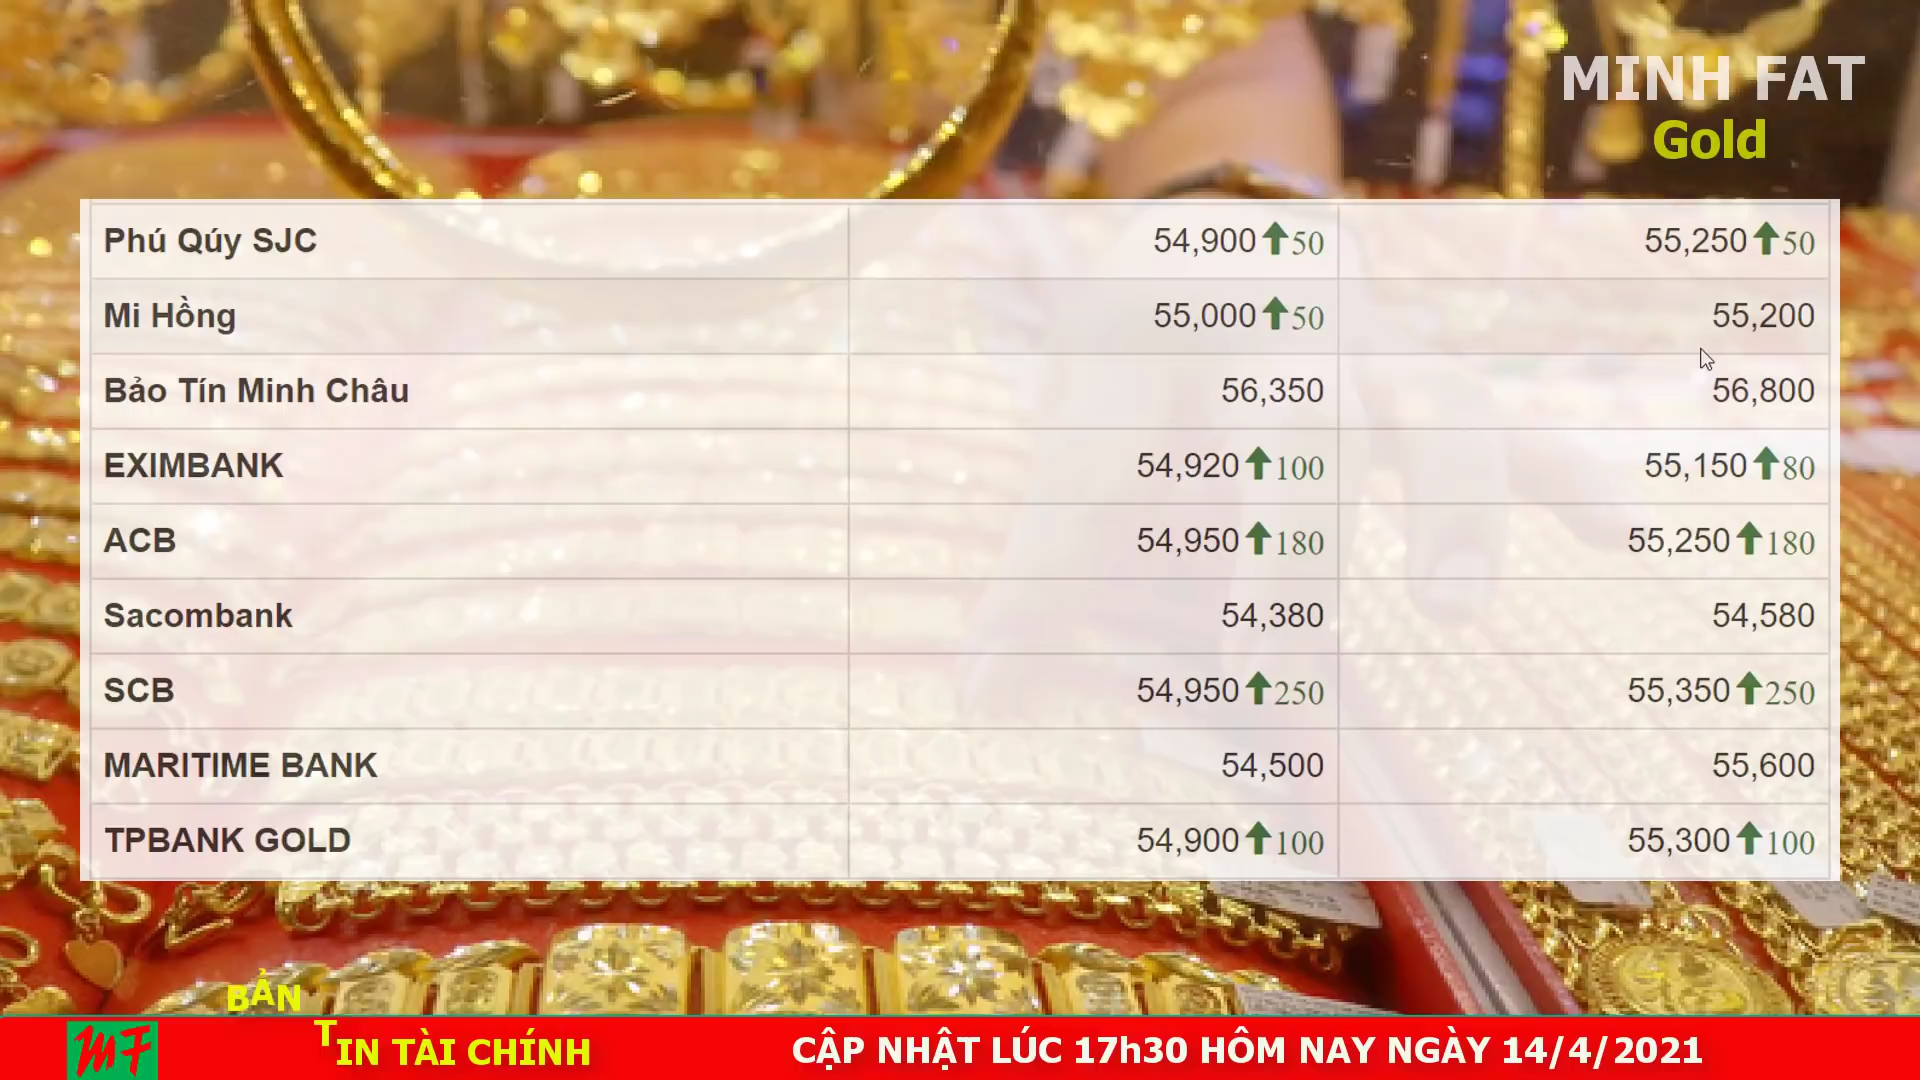 MINH FAT
Gold
Phú Qúy SJC 54,900 50 55,250 50
Mi Hồng 55,000 50 55,200
Bảo Tín Minh Châu 56,350 56,800
EXIMBANK 54,920 100 55,150 80
ACB 54,950 180 55,250 180
Sacombank 54,380 54,580
SCB 54,950 250 55,350 250
MARITIME BANK 54,500 55,600
TPBANK GOLD 54,900 100 55,300 100
BẢN TIN TÀI CHÍNH
MF
CẬP NHẬT LÚC 17h30 HÔM NAY NGÀY 14/4/2021